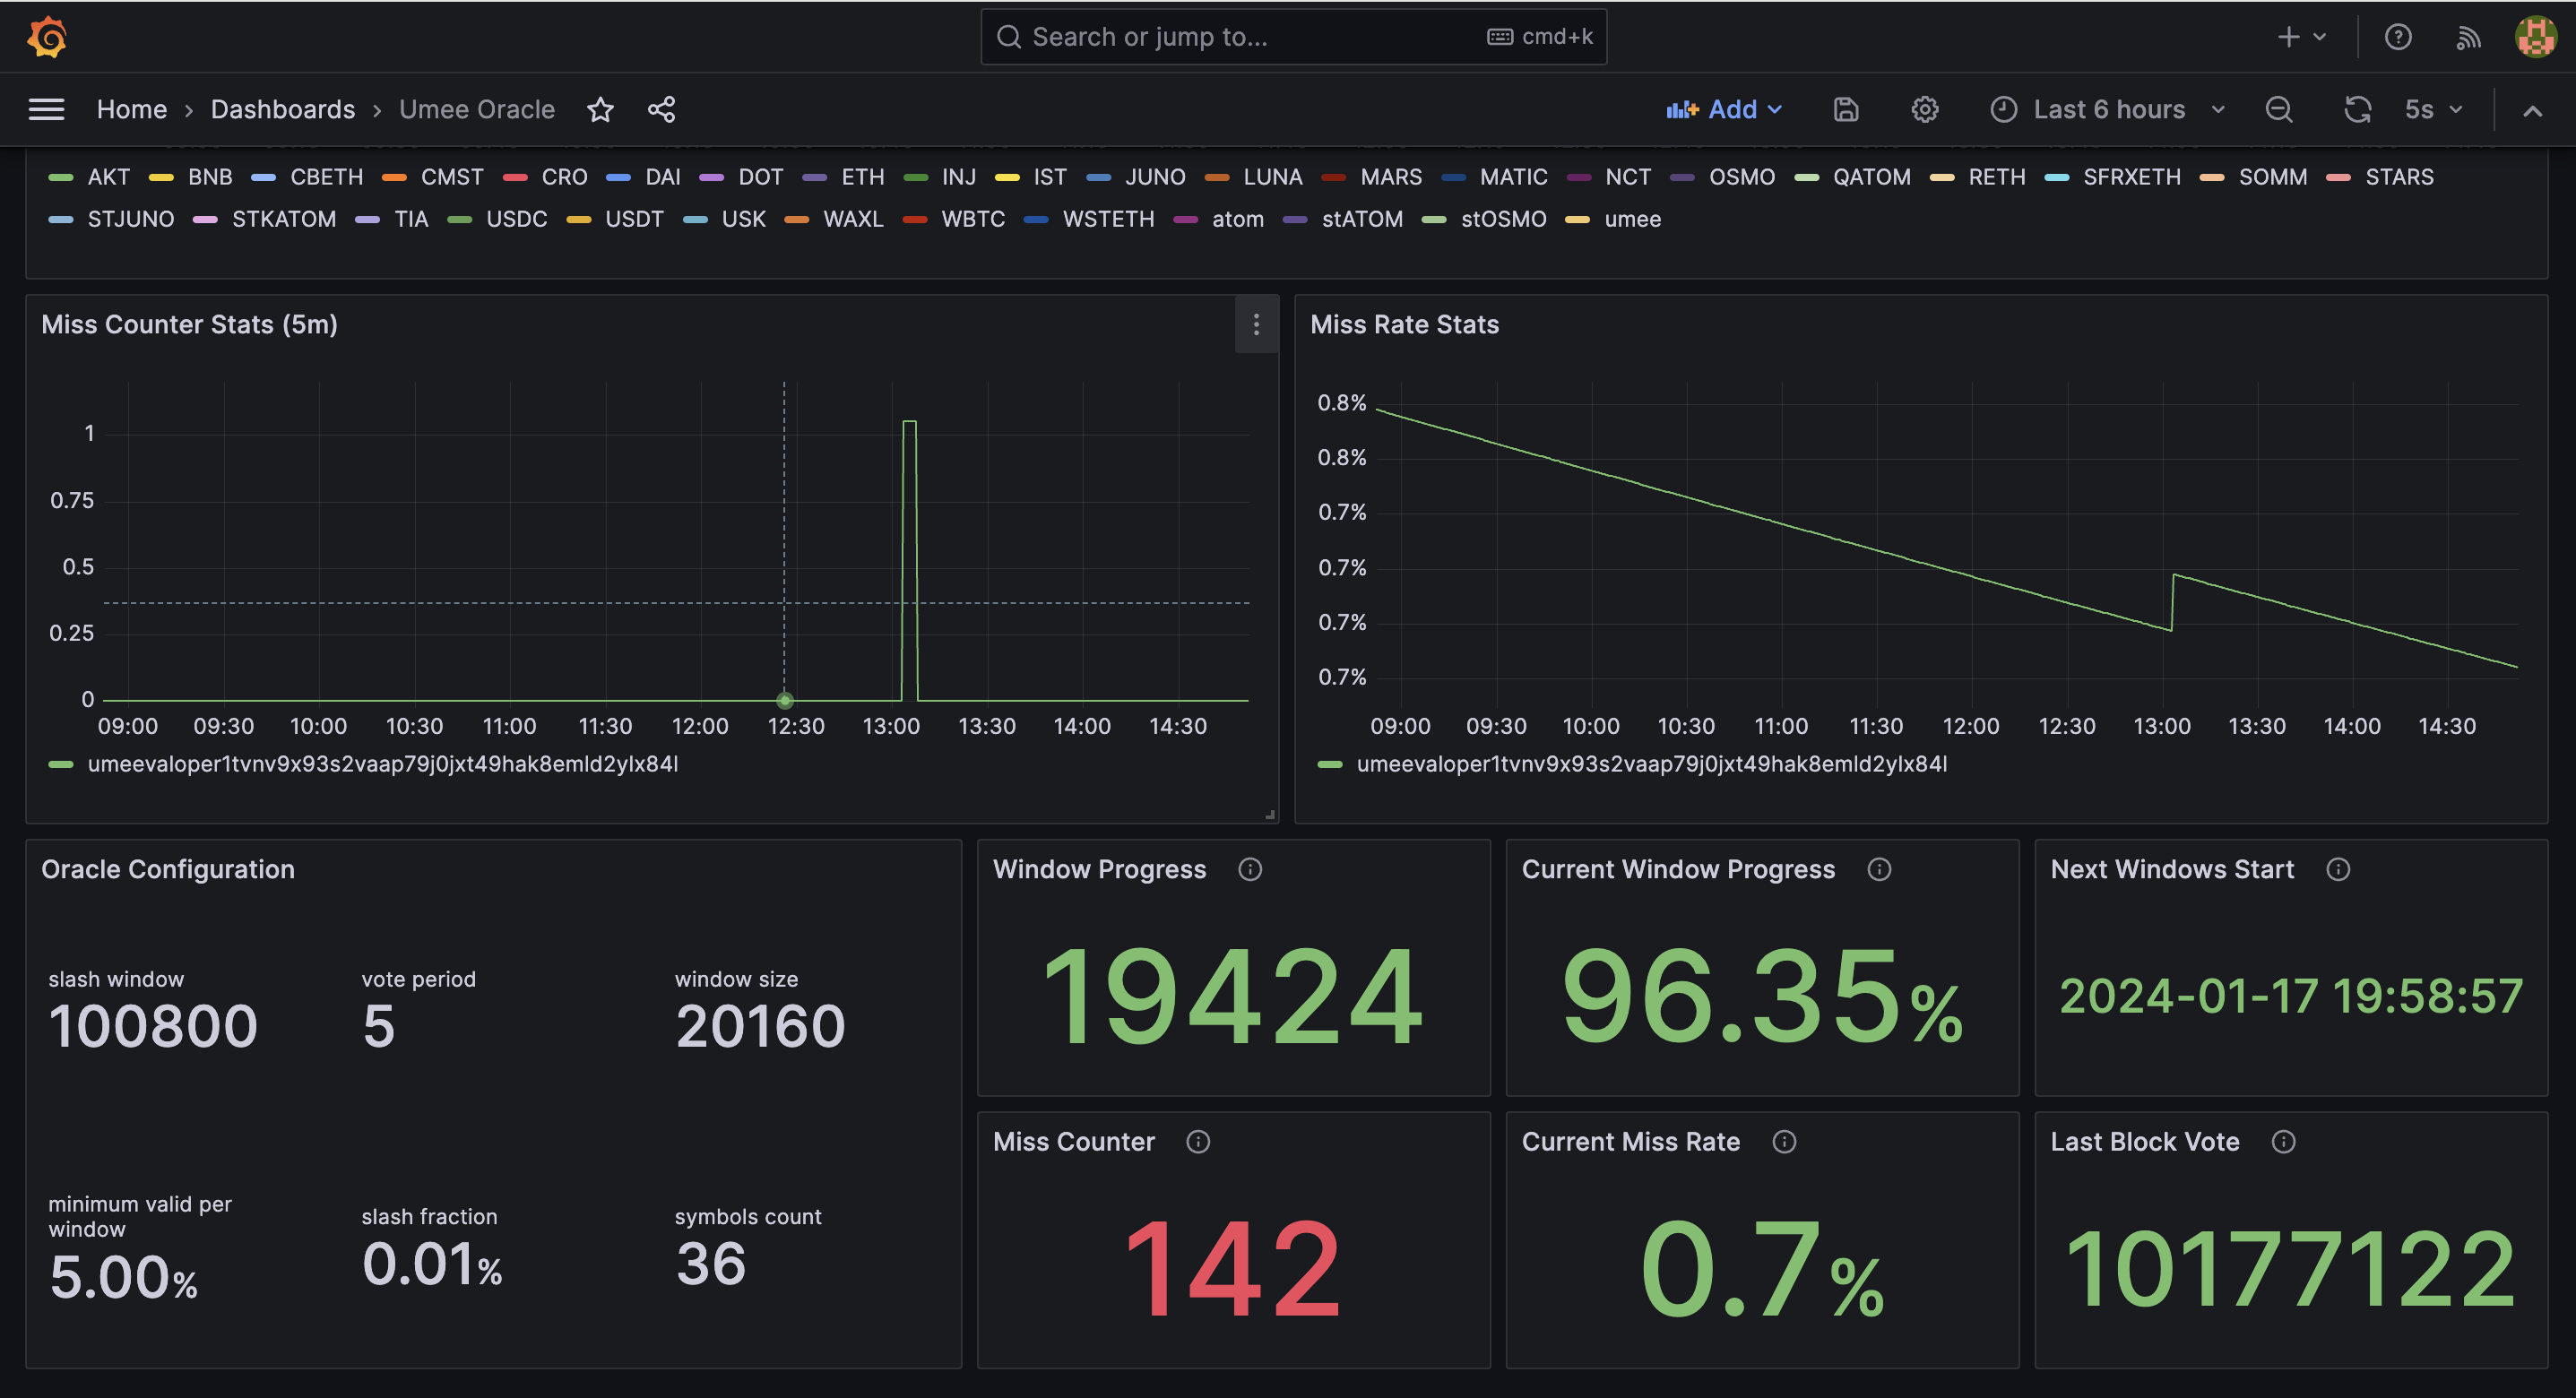 Search or jump to... cmd+k
Home › Dashboards › Umee Oracle Add Last 6 hours 5s
AKT BNB CBETH CMST CRO DAI DOT ETH INJ IST JUNO LUNA MARS MATIC NCT OSMO QATOM RETH SFRXETH SOMM STARS
STJUNO STKATOM TIA USDC USDT USK WAXL WBTC WSTETH atom stATOM stOSMO umee
Miss Counter Stats (5m)
1
0.75
0.5
0.25
0
09:00 09:30 10:00 10:30 11:00 11:30 12:00 12:30 13:00 13:30 14:00 14:30
umeevaloper1tvnv9x93s2vaap79j0jxt49hak8emld2ylx84l
Miss Rate Stats
0.8%
0.8%
0.7%
0.7%
0.7%
0.7%
09:00 09:30 10:00 10:30 11:00 11:30 12:00 12:30 13:00 13:30 14:00 14:30
umeevaloper1tvnv9x93s2vaap79j0jxt49hak8emld2ylx84l
Oracle Configuration
slash window
100800
vote period
5
window size
20160
minimum valid per
window
5.00%
slash fraction
0.01%
symbols count
36
Window Progress
19424
Current Window Progress
96.35%
Next Windows Start
2024-01-17 19:58:57
Miss Counter
142
Current Miss Rate
0.7%
Last Block Vote
10177122